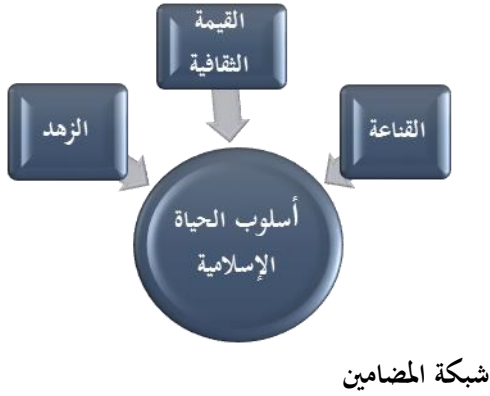 القيمة
الثقافية
القناعة
الزهد
أسلوب الحياة
الإسلامية
شبكة المضامين